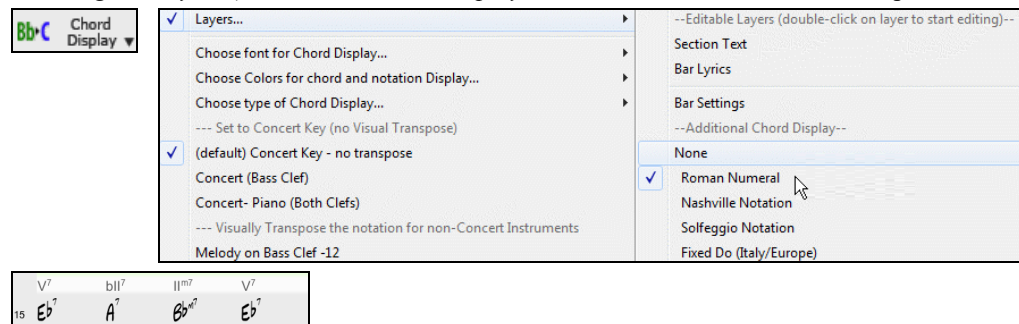 Bb▸C Chord
Display ▼
✓ Layers...
Choose font for Chord Display...
Choose Colors for chord and notation Display...
Choose type of Chord Display...
--- Set to Concert Key (no Visual Transpose)
✓ (default) Concert Key - no transpose
Concert (Bass Clef)
Concert- Piano (Both Clefs)
--- Visually Transpose the notation for non-Concert Instruments
Melody on Bass Clef -12
--Editable Layers (double-click on layer to start editing)--
Section Text
Bar Lyrics
Bar Settings
--Additional Chord Display--
None
✓ Roman Numeral
Nashville Notation
Solfeggio Notation
Fixed Do (Italy/Europe)
V7 bII7 IIm7 V7
15 Eb7 A7 Bbm7 Eb7